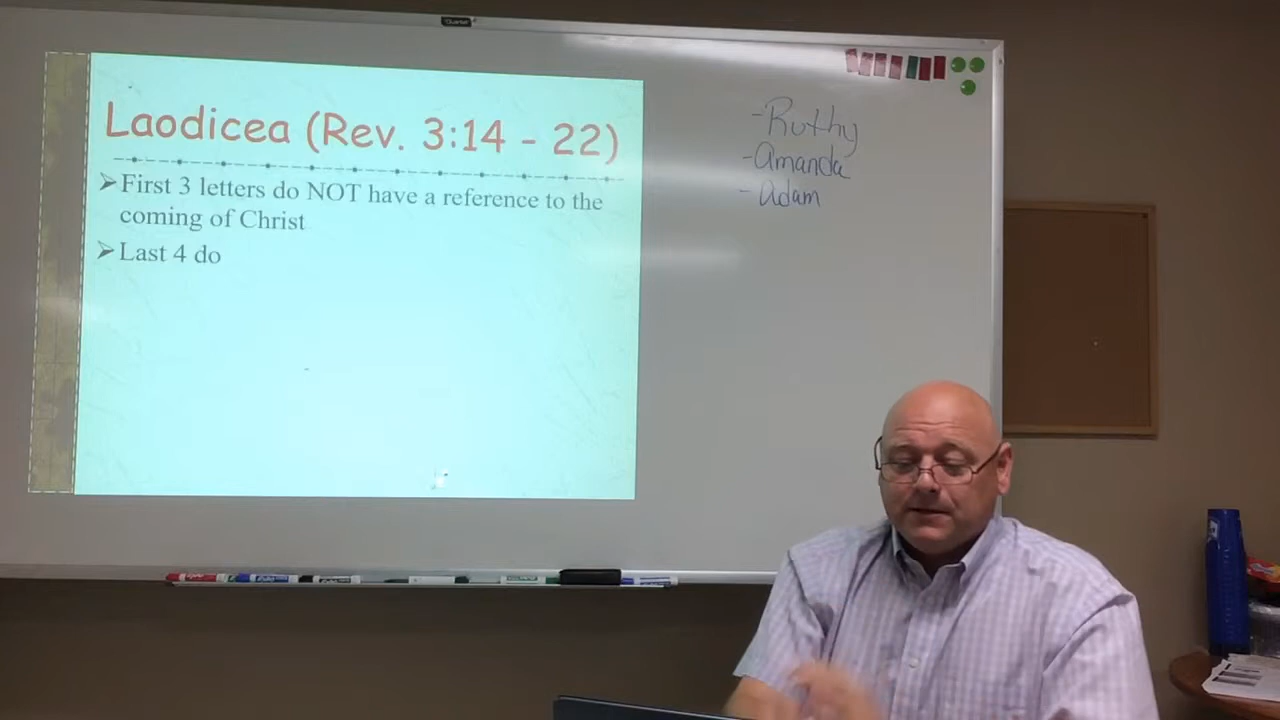 Quartet
Laodicea (Rev. 3:14 - 22)
First 3 letters do NOT have a reference to the
coming of Christ
Last 4 do
-Ruthy
-Amanda
-Adam